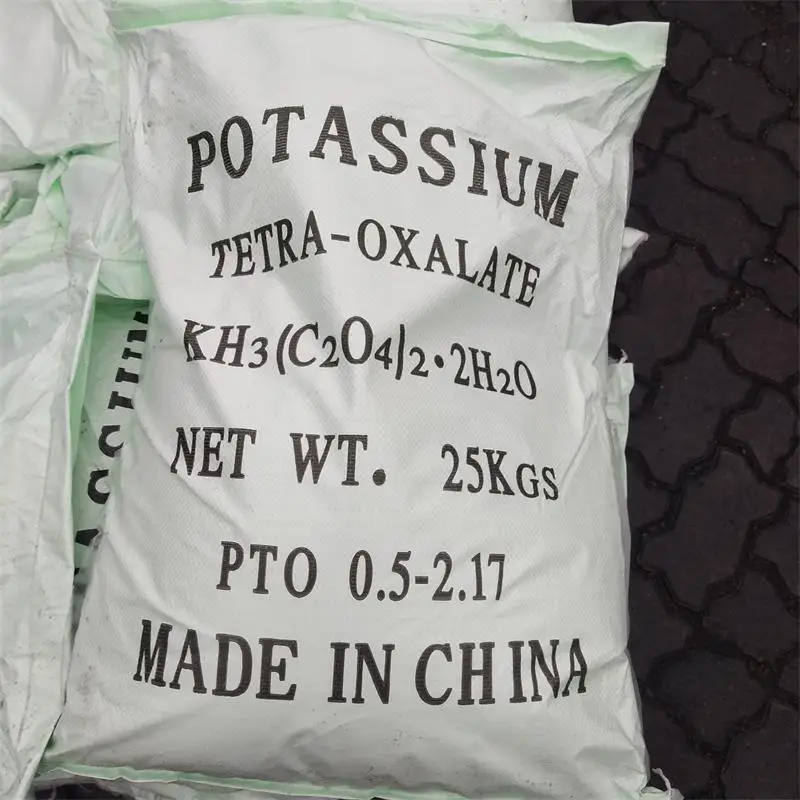 POTASSIUM
TETRA-OXALATE
KH3(C2O4)2·2H2O
NET WT. 25KGS
PTO 0.5-2.17
MADE IN CHINA